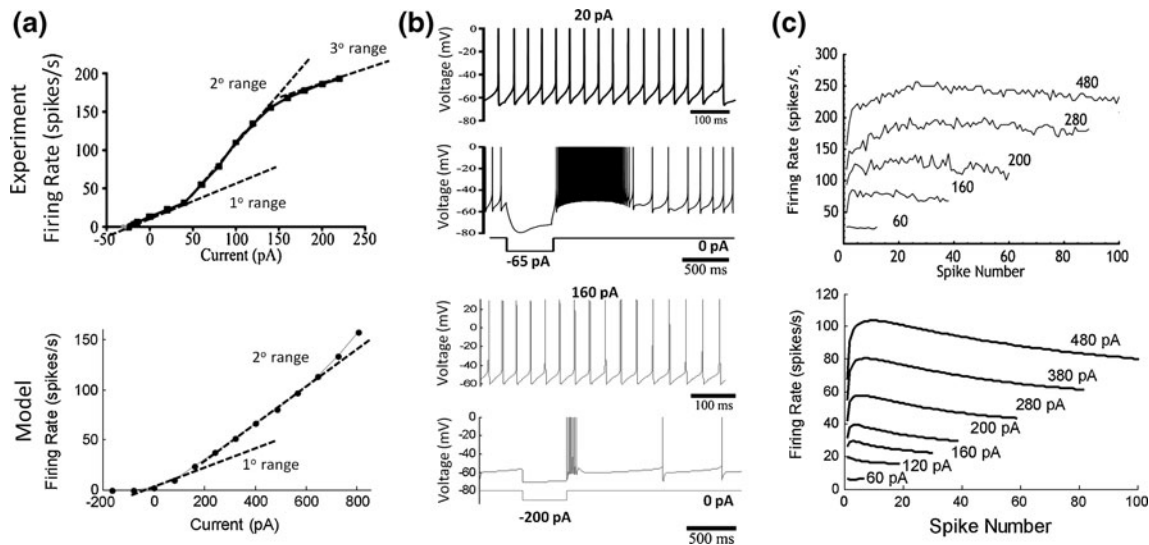 (a)
Experiment
Firing Rate (spikes/s)
200
150
100
50
0
-50 0 50 100 150 200 250
Current (pA)
1° range
2° range
3° range
Model
Firing Rate (spikes/s)
150
100
50
0
-200 0 200 400 600 800
Current (pA)
1° range
2° range
(b)
20 pA
Voltage (mV)
0
-20
-40
-60
-80
100 ms
Voltage (mV)
0
-20
-40
-60
-80
0 pA
-65 pA
500 ms
160 pA
Voltage (mV)
20
0
-20
-40
-60
100 ms
Voltage (mV)
0
-20
-40
-60
-80
0 pA
-200 pA
500 ms
(c)
Firing Rate (spikes/s)
300
250
200
150
100
50
480
280
200
160
60
0 20 40 60 80 100
Spike Number
Firing Rate (spikes/s)
120
100
80
60
40
20
0
480 pA
380 pA
280 pA
200 pA
160 pA
120 pA
60 pA
0 20 40 60 80 100
Spike Number